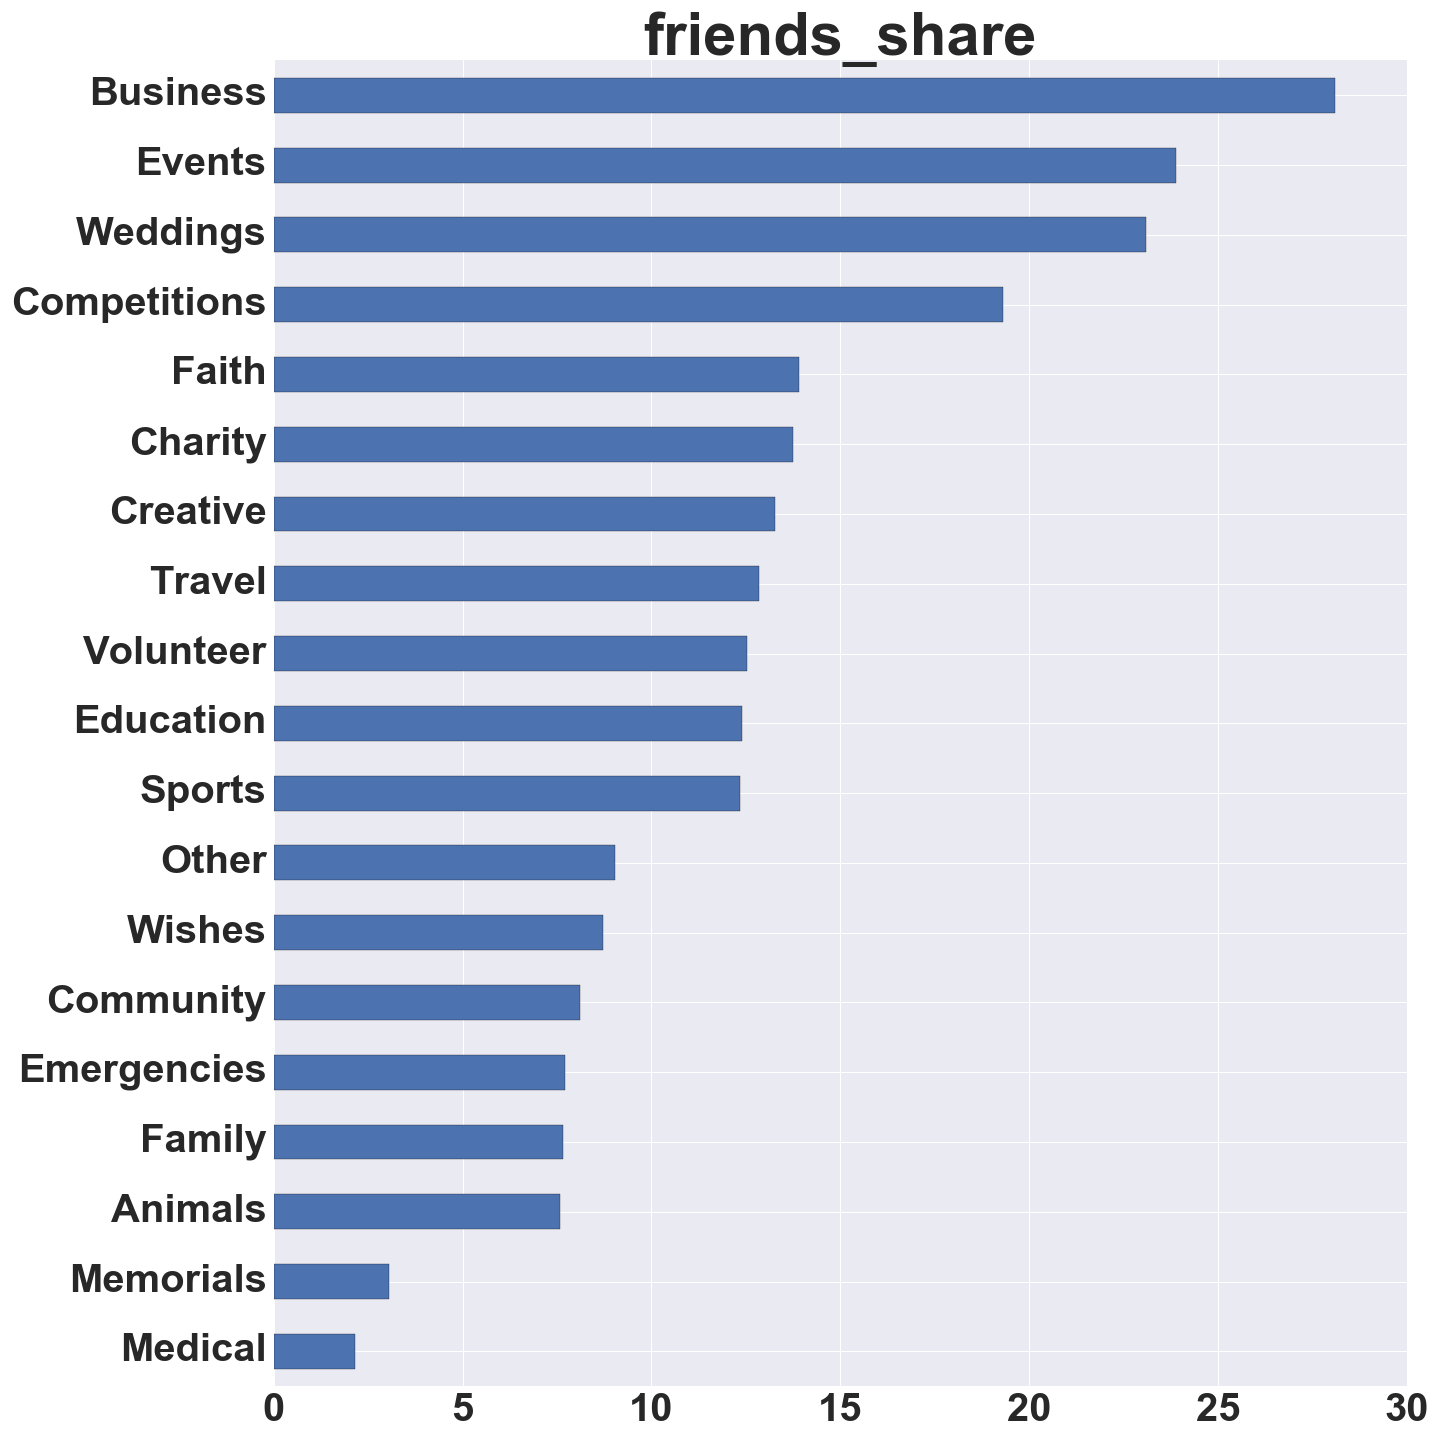 friends_share
Business
Events
Weddings
Competitions
Faith
Charity
Creative
Travel
Volunteer
Education
Sports
Other
Wishes
Community
Emergencies
Family
Animals
Memorials
Medical
0 5 10 15 20 25 30